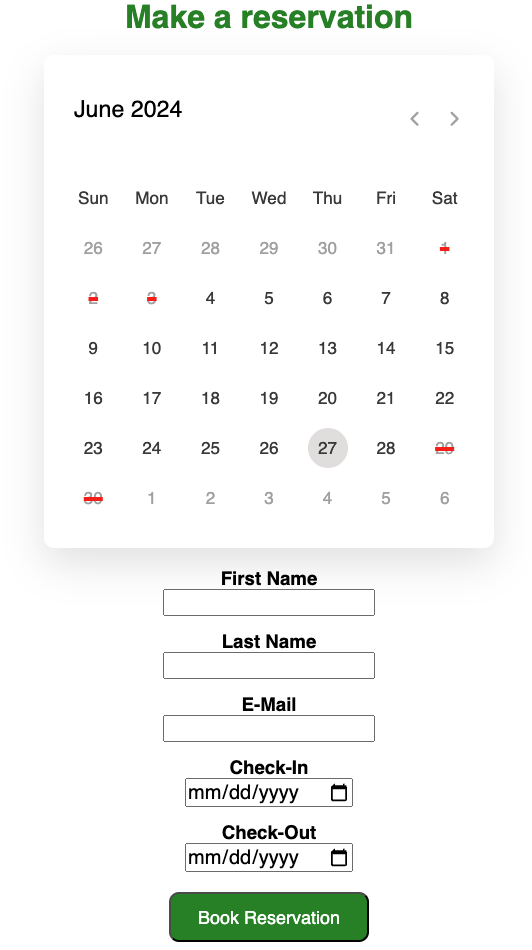 Make a reservation
June 2024
Sun Mon Tue Wed Thu Fri Sat
26 27 28 29 30 31 1
2 3 4 5 6 7 8
9 10 11 12 13 14 15
16 17 18 19 20 21 22
23 24 25 26 27 28 29
30 1 2 3 4 5 6
First Name
Last Name
E-Mail
Check-In
mm/dd/yyyy
Check-Out
mm/dd/yyyy
Book Reservation